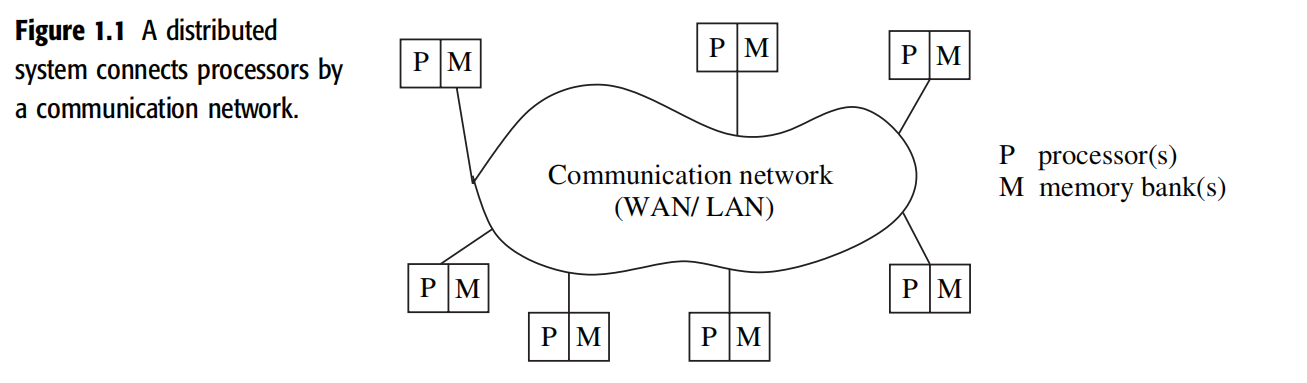 Figure 1.1 A distributed
system connects processors by
a communication network.
P M
P M
P M
Communication network
(WAN/ LAN)
P processor(s)
M memory bank(s)
P M
P M
P M
P M